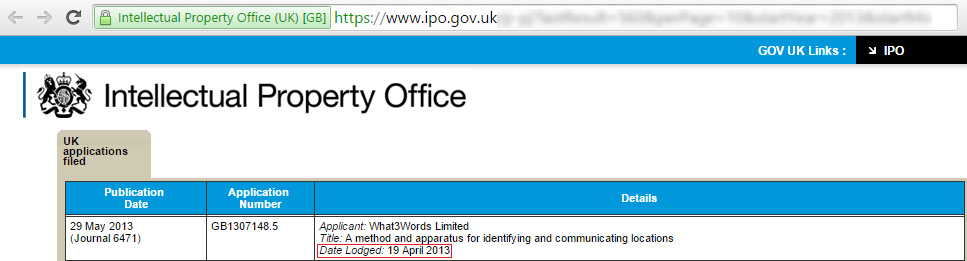 Intellectual Property Office (UK) [GB] https://www.ipo.gov.uk
GOV UK Links : IPO
Intellectual Property Office
UK
applications
filed
Publication
Date
Application
Number
Details
29 May 2013
(Journal 6471)
GB1307148.5
Applicant: What3Words Limited
Title: A method and apparatus for identifying and communicating locations
Date Lodged: 19 April 2013